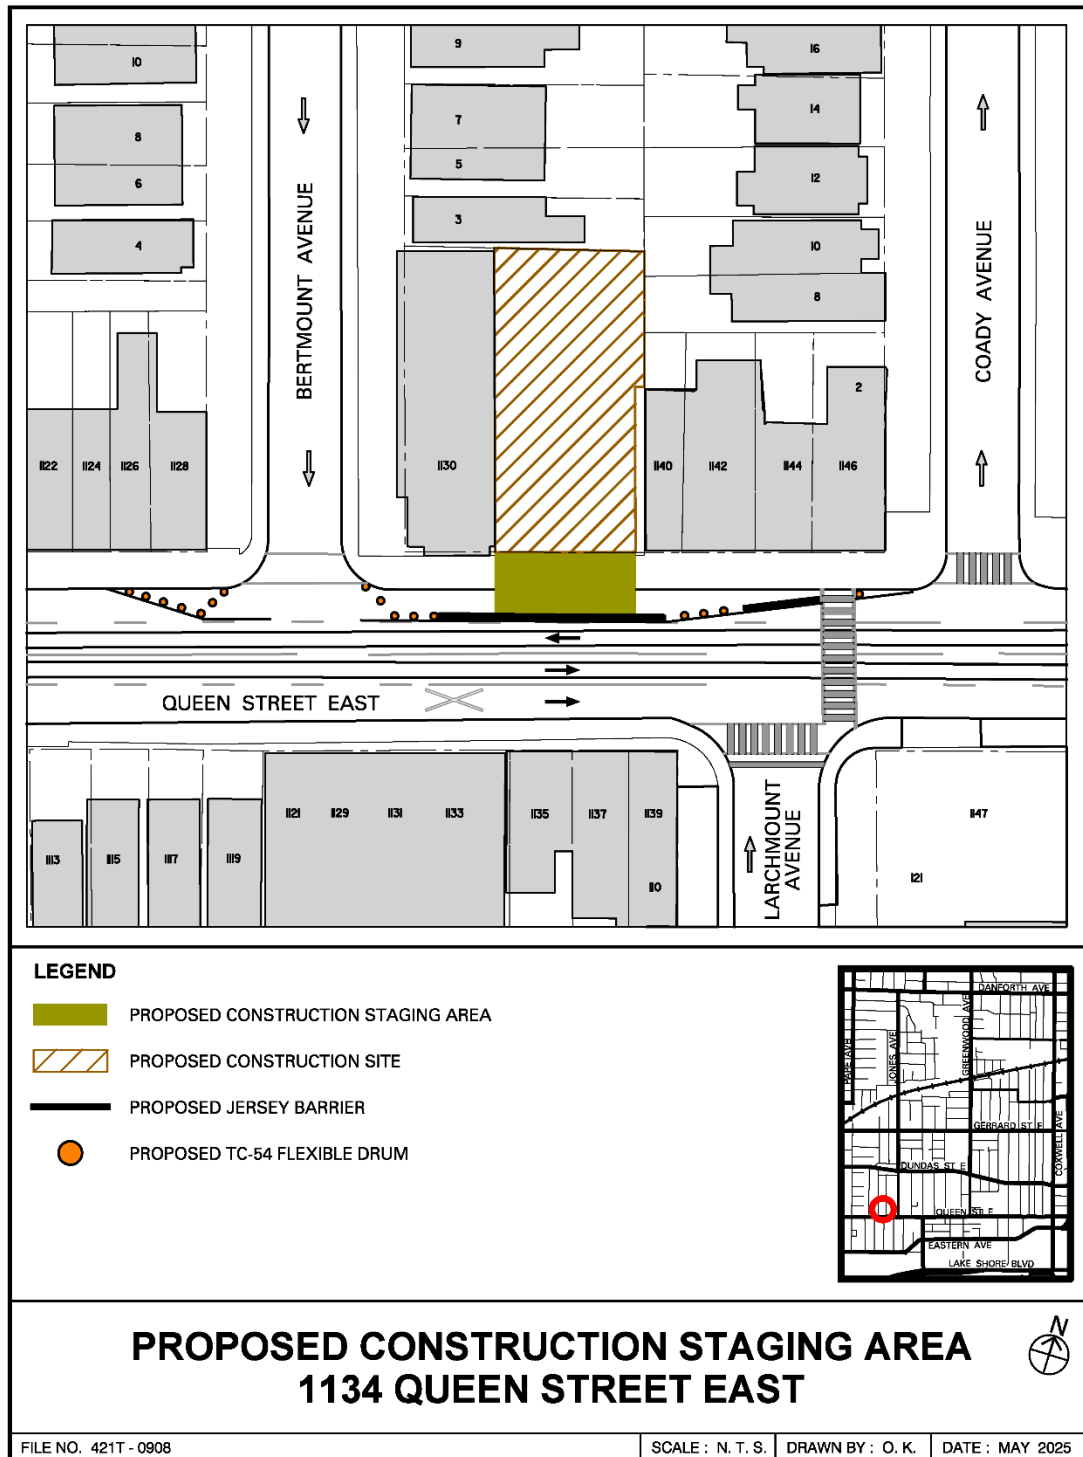 10
9
16
8
7
14
6
5
12
4
3
10
8
BERTMOUNT AVENUE
COADY AVENUE
2
1122
1124
1126
1128
1130
1140
1142
1144
1146
QUEEN STREET EAST
1113
1115
1117
1119
1121
1129
1131
1133
1135
1137
1139
110
LARCHMOUNT
AVENUE
1147
121
LEGEND
PROPOSED CONSTRUCTION STAGING AREA
PROPOSED CONSTRUCTION SITE
PROPOSED JERSEY BARRIER
PROPOSED TC-54 FLEXIBLE DRUM
DANFORTH AVE
PAPE AVE
JONES AVE
GREENWOOD AVE
GERRARD ST E
COXWELL AVE
DUNDAS ST E
QUEEN ST E
EASTERN AVE
LAKE SHORE BLVD
PROPOSED CONSTRUCTION STAGING AREA
1134 QUEEN STREET EAST
N
FILE NO. 421T - 0908
SCALE : N. T. S.
DRAWN BY : O. K.
DATE : MAY 2025